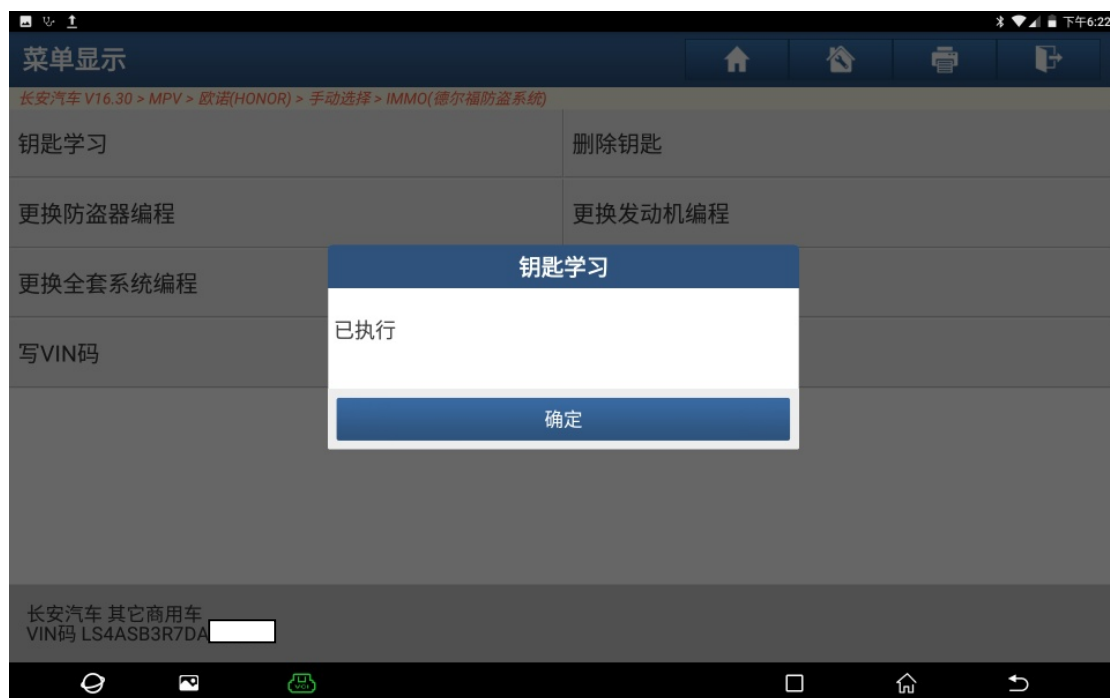 下午6:22
菜单显示
长安汽车 V16.30 > MPV > 欧诺(HONOR) > 手动选择 > IMMO(德尔福防盗系统)
钥匙学习
删除钥匙
更换防盗器编程
更换发动机编程
更换全套系统编程
写VIN码
钥匙学习
已执行
确定
长安汽车 其它商用车
VIN码 LS4ASB3R7DA
VCI